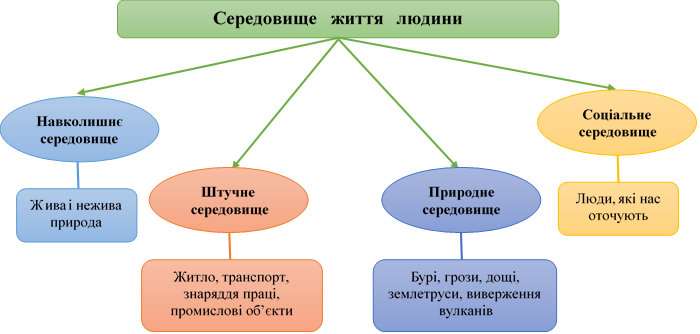 Середовище життя людини
Навколишнє
середовище
Жива і нежива
природа
Штучне
середовище
Житло, транспорт,
знаряддя праці,
промислові об’єкти
Природне
середовище
Бурі, грози, дощі,
землетруси, виверження
вулканів
Соціальне
середовище
Люди, які нас
оточують